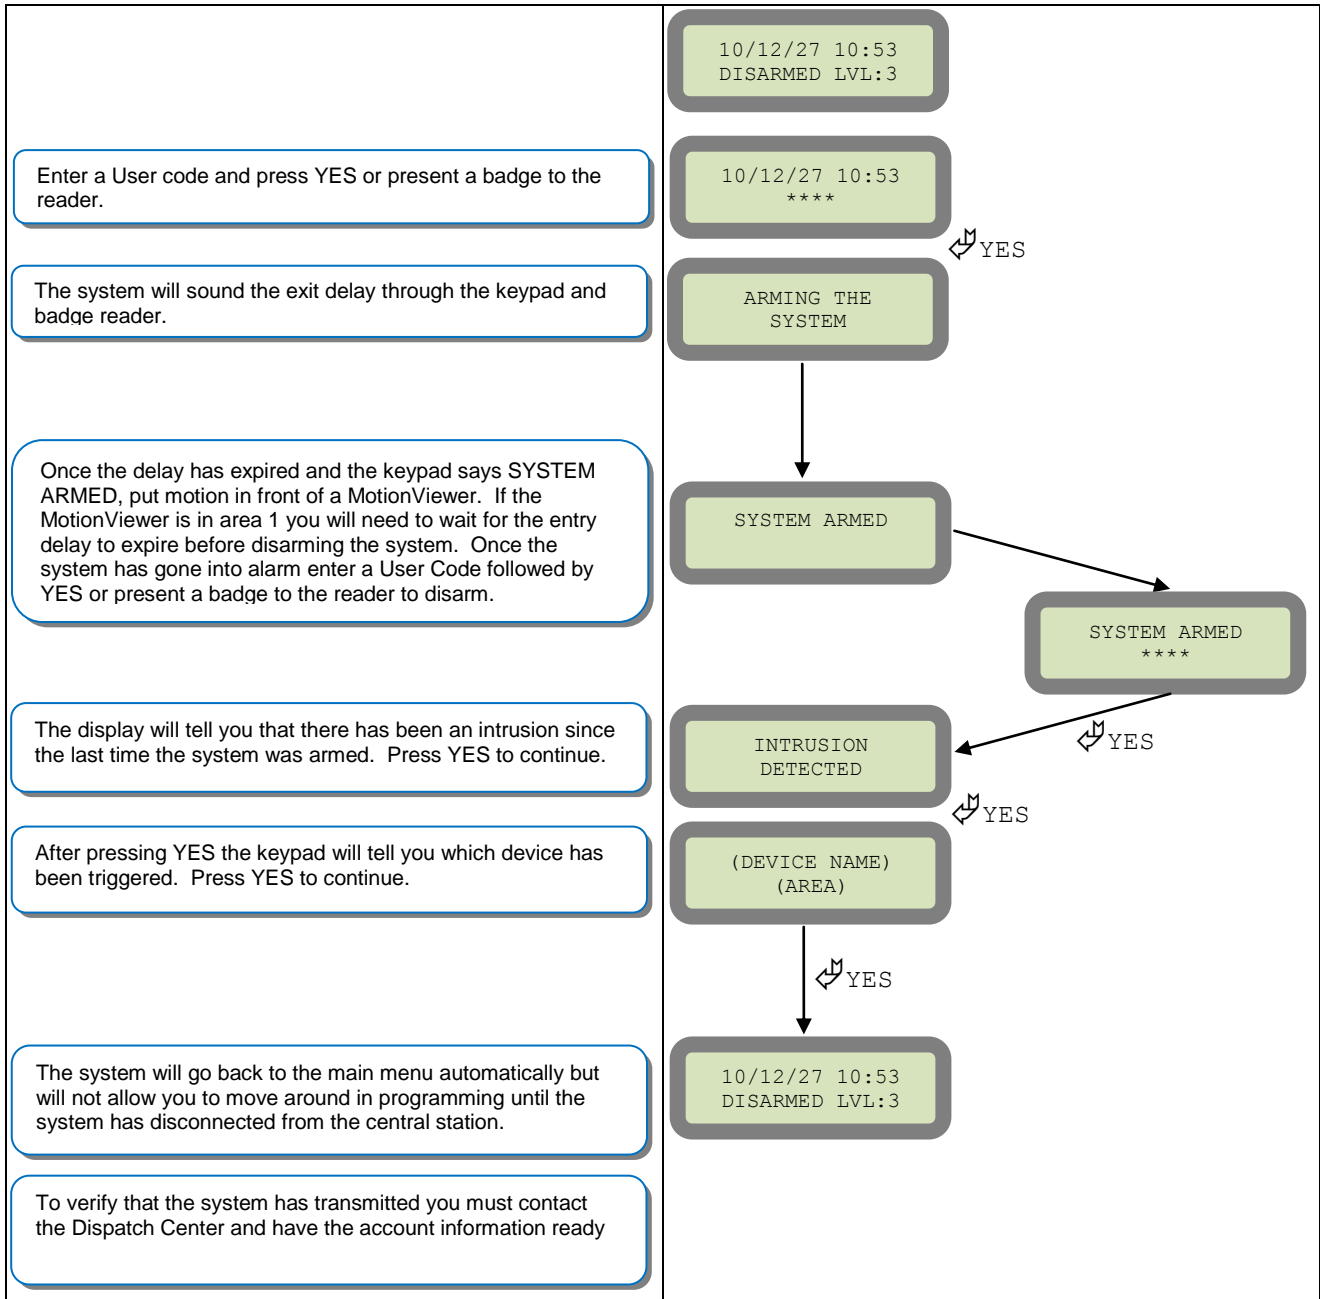 10/12/27 10:53
DISARMED LVL:3
Enter a User code and press YES or present a badge to the
reader.
10/12/27 10:53
****
YES
The system will sound the exit delay through the keypad and
badge reader.
ARMING THE
SYSTEM
Once the delay has expired and the keypad says SYSTEM
ARMED, put motion in front of a MotionViewer.  If the
MotionViewer is in area 1 you will need to wait for the entry
delay to expire before disarming the system.  Once the
system has gone into alarm enter a User Code followed by
YES or present a badge to the reader to disarm.
SYSTEM ARMED
SYSTEM ARMED
****
YES
The display will tell you that there has been an intrusion since
the last time the system was armed.  Press YES to continue.
INTRUSION
DETECTED
YES
After pressing YES the keypad will tell you which device has
been triggered.  Press YES to continue.
(DEVICE NAME)
(AREA)
YES
The system will go back to the main menu automatically but
will not allow you to move around in programming until the
system has disconnected from the central station.
10/12/27 10:53
DISARMED LVL:3
To verify that the system has transmitted you must contact
the Dispatch Center and have the account information ready